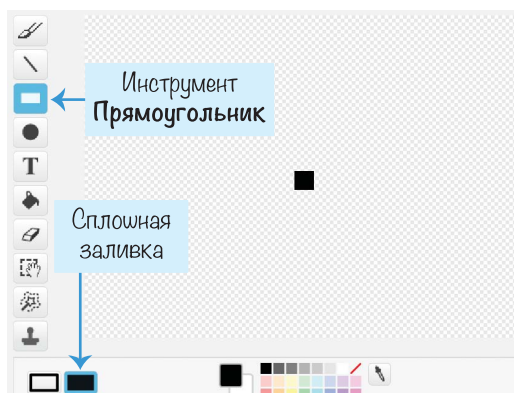 Инструмент
Прямоугольник
T
Сплошная
заливка